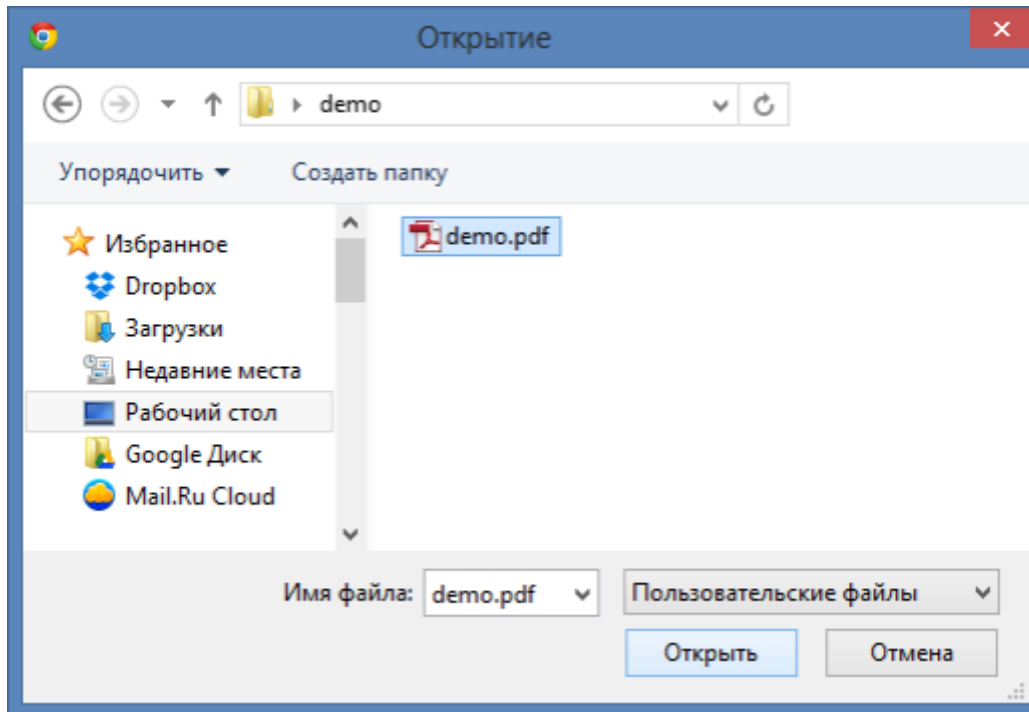 Открытие
demo
Упорядочить Создать папку
Избранное
Dropbox
Загрузки
Недавние места
Рабочий стол
Google Диск
Mail.Ru Cloud
demo.pdf
Имя файла: demo.pdf Пользовательские файлы
Открыть Отмена